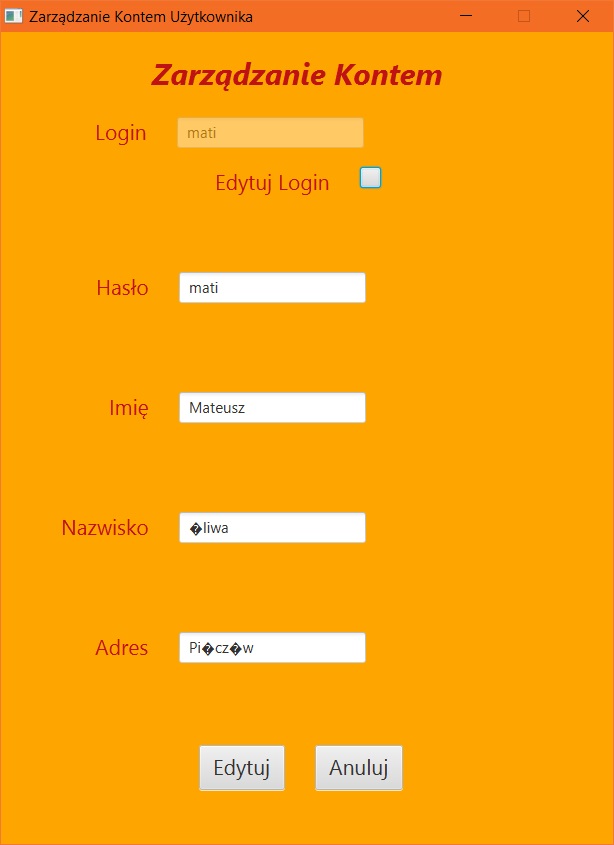 Zarządzanie Kontem Użytkownika
Zarządzanie Kontem
Login mati
Edytuj Login
Hasło mati
Imię Mateusz
Nazwisko �liwa
Adres Pi�cz�w
Edytuj Anuluj